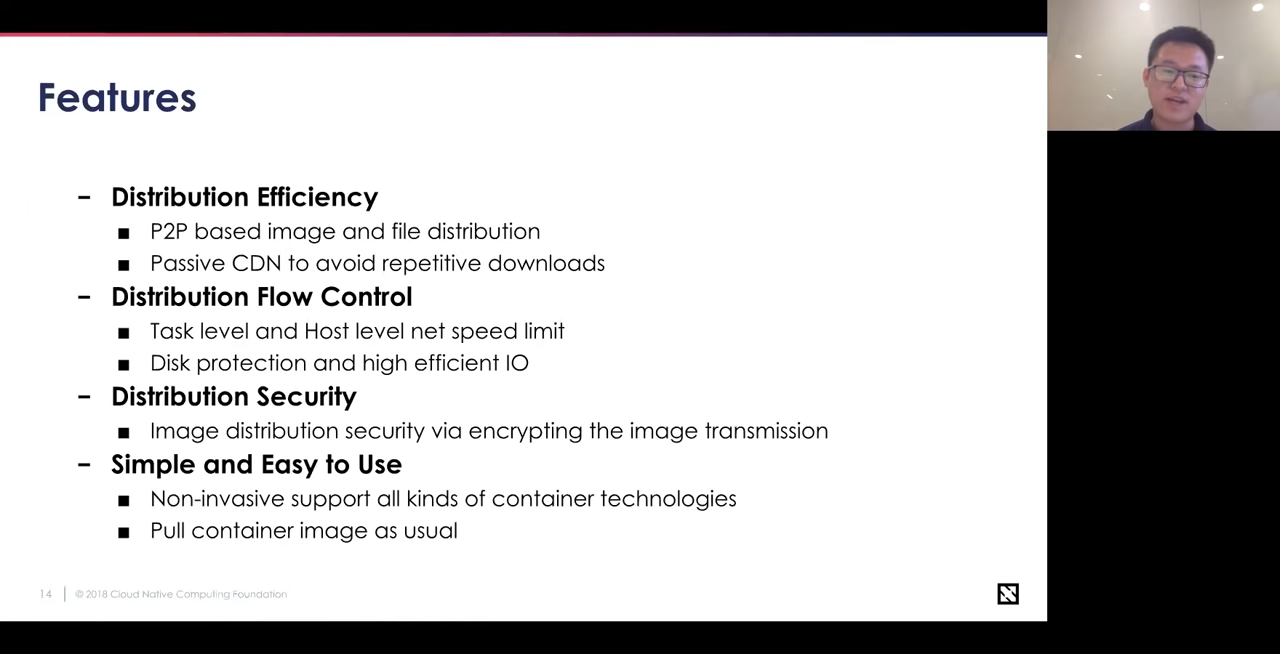 Features
− Distribution Efficiency
■ P2P based image and file distribution
■ Passive CDN to avoid repetitive downloads
− Distribution Flow Control
■ Task level and Host level net speed limit
■ Disk protection and high efficient IO
− Distribution Security
■ Image distribution security via encrypting the image transmission
− Simple and Easy to Use
■ Non-invasive support all kinds of container technologies
■ Pull container image as usual
14 | © 2018 Cloud Native Computing Foundation